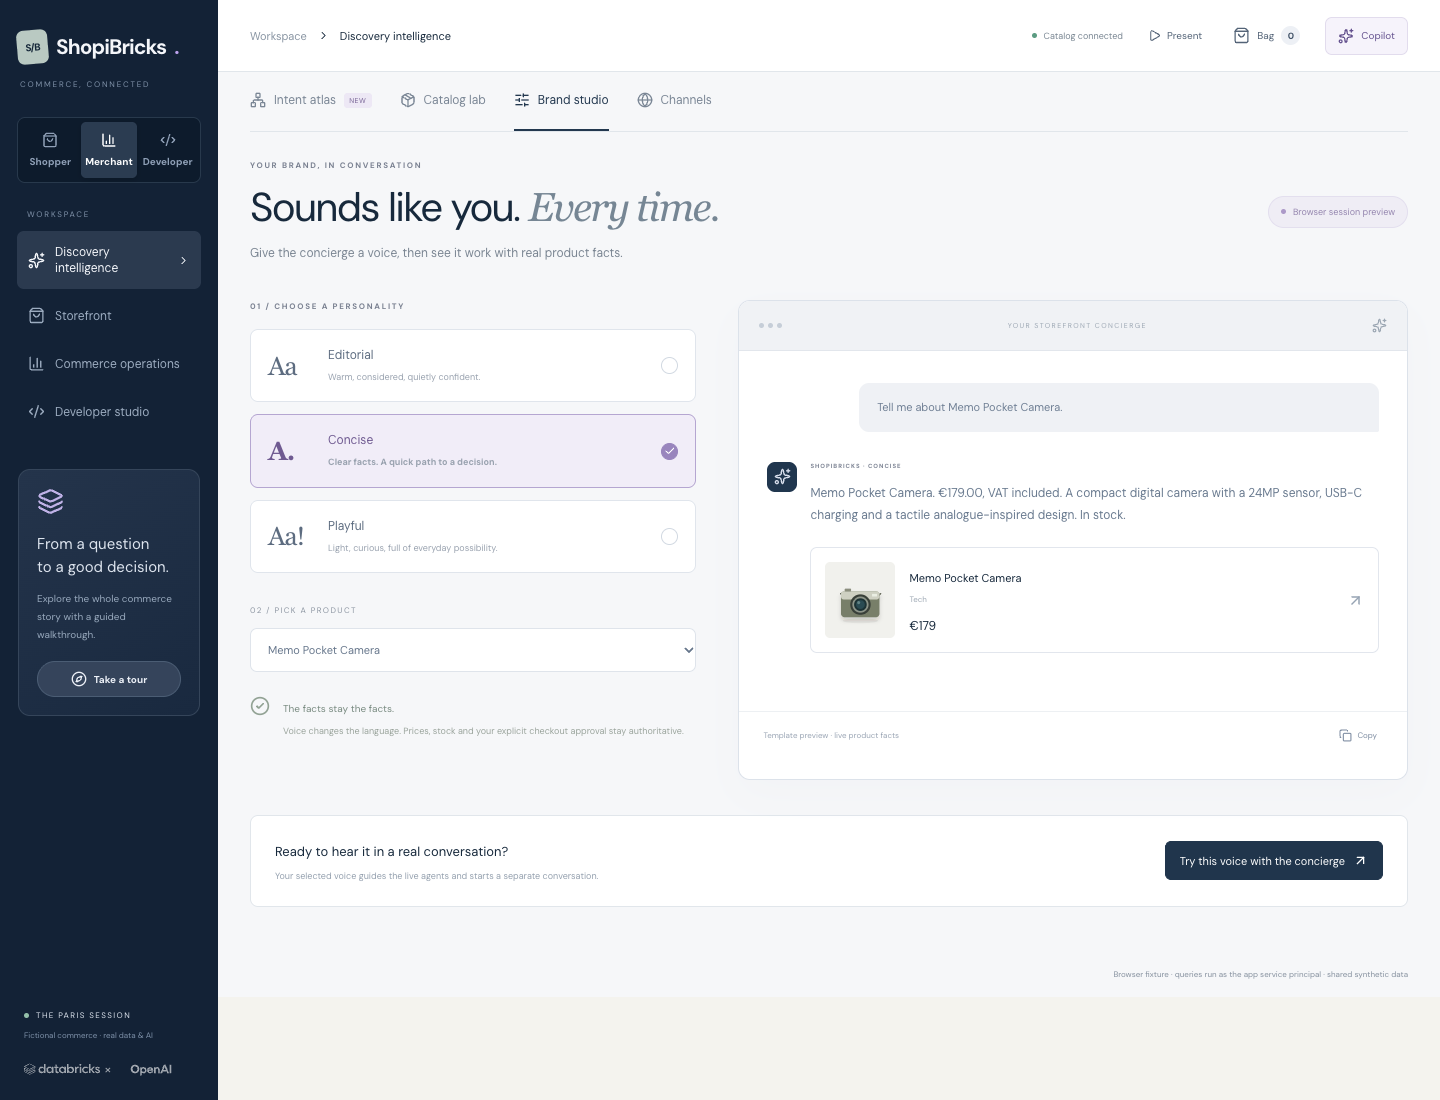 S/B
ShopiBricks .
COMMERCE, CONNECTED
Shopper
Merchant
Developer
WORKSPACE
Discovery
intelligence
Storefront
Commerce operations
Developer studio
From a question
to a good decision.
Explore the whole commerce
story with a guided
walkthrough.
Take a tour
THE PARIS SESSION
Fictional commerce · real data & AI
databricks × OpenAI
Workspace > Discovery intelligence
Catalog connected
Present
Bag 0
Copilot
Intent atlas NEW
Catalog lab
Brand studio
Channels
YOUR BRAND, IN CONVERSATION
Sounds like you. Every time.
Give the concierge a voice, then see it work with real product facts.
Browser session preview
01 / CHOOSE A PERSONALITY
Aa
Editorial
Warm, considered, quietly confident.
A.
Concise
Clear facts. A quick path to a decision.
Aa!
Playful
Light, curious, full of everyday possibility.
02 / PICK A PRODUCT
Memo Pocket Camera
The facts stay the facts.
Voice changes the language. Prices, stock and your explicit checkout approval stay authoritative.
YOUR STOREFRONT CONCIERGE
Tell me about Memo Pocket Camera.
SHOPIBRICKS · CONCISE
Memo Pocket Camera. €179.00, VAT included. A compact digital camera with a 24MP sensor, USB-C
charging and a tactile analogue-inspired design. In stock.
Memo Pocket Camera
Tech
€179
Template preview · live product facts
Copy
Ready to hear it in a real conversation?
Your selected voice guides the live agents and starts a separate conversation.
Try this voice with the concierge
Browser fixture · queries run as the app service principal · shared synthetic data